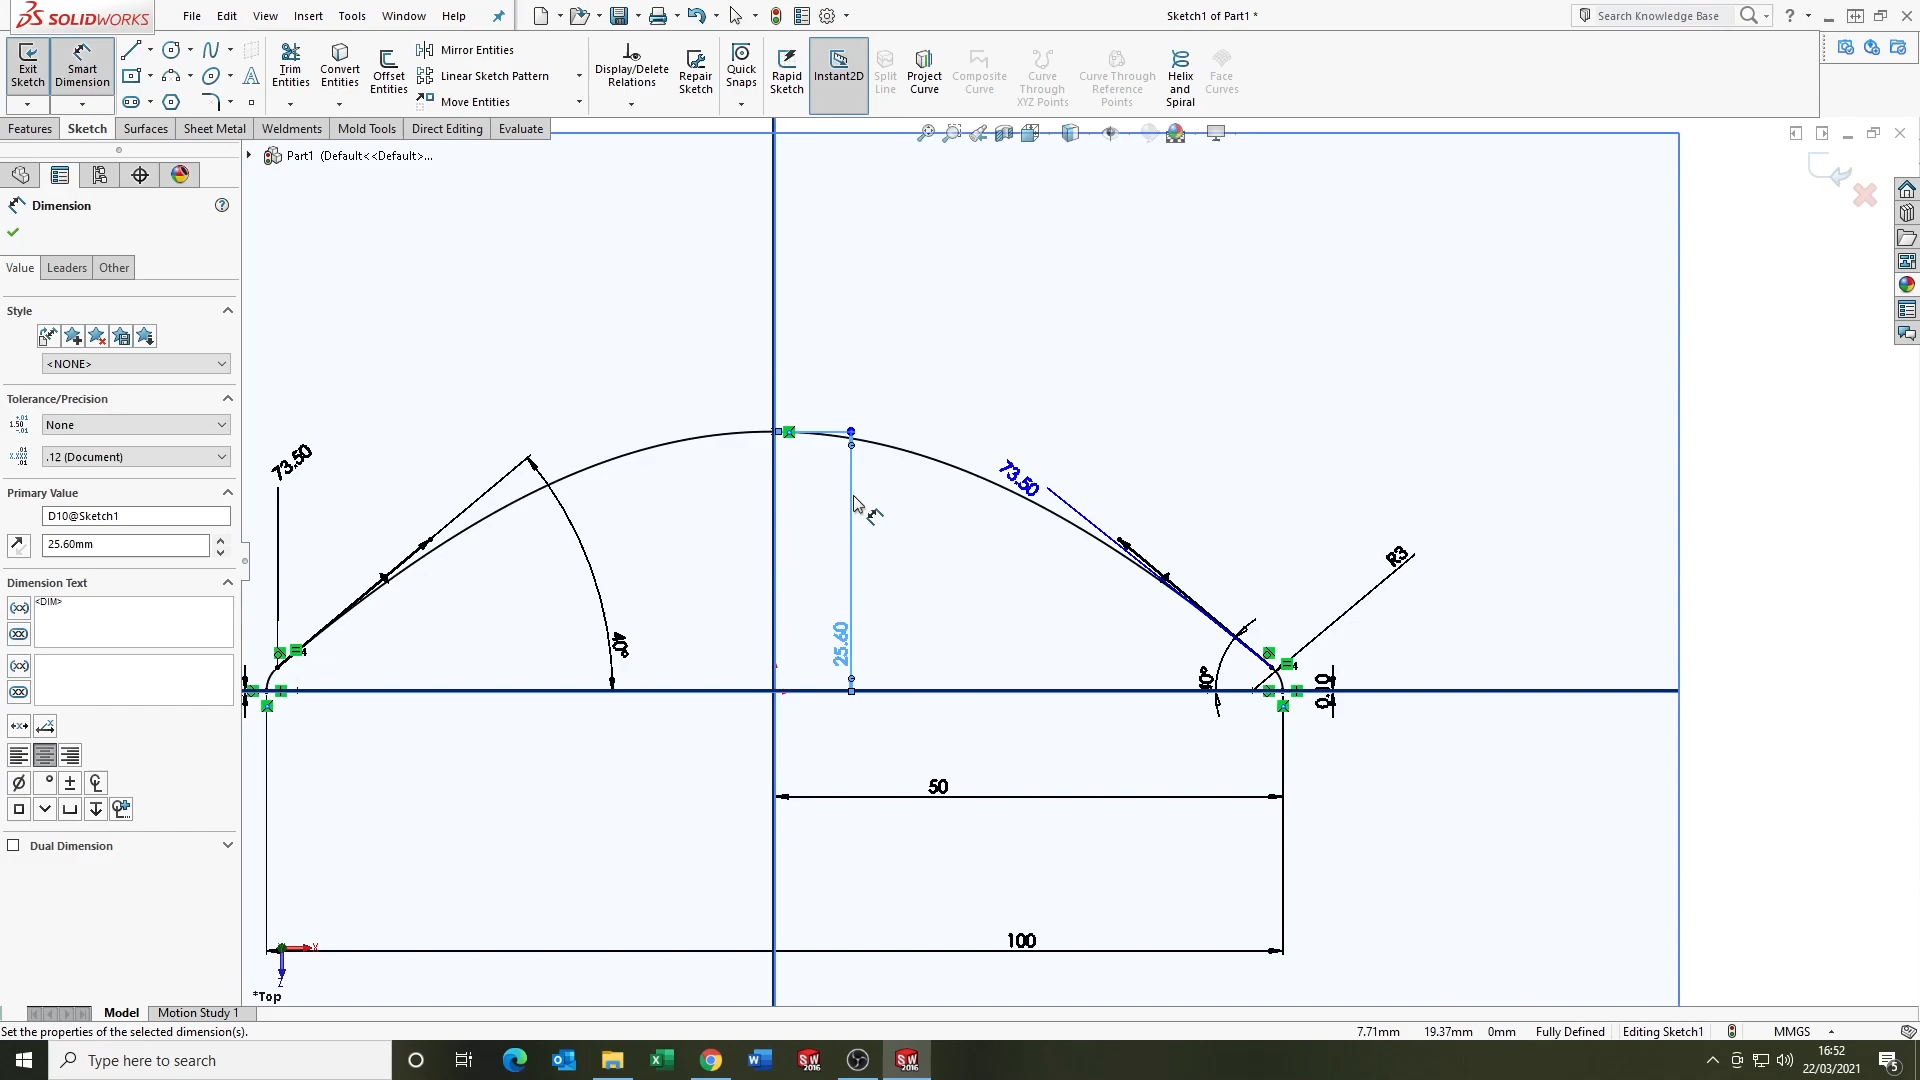 SOLIDWORKS
File Edit View Insert Tools Window Help
Sketch1 of Part1 *
Search Knowledge Base
Exit Sketch
Smart Dimension
Trim Entities
Convert Entities
Offset Entities
Mirror Entities
Linear Sketch Pattern
Move Entities
Display/Delete Relations
Repair Sketch
Quick Snaps
Rapid Sketch
Instant2D
Split Line
Project Curve
Composite Curve
Curve Through XYZ Points
Curve Through Reference Points
Helix and Spiral
Face Curves
Features Sketch Surfaces Sheet Metal Weldments Mold Tools Direct Editing Evaluate
Part1 (Default<<Default>...
Dimension
Value Leaders Other
Style
<NONE>
Tolerance/Precision
None
.12 (Document)
Primary Value
D10@Sketch1
25.60mm
Dimension Text
<DIM>
Dual Dimension
73.50
40°
25.60
73.50
R3
40°
0.10
50
100
X
Z
*Top
Model Motion Study 1
Set the properties of the selected dimension(s).
7.71mm 19.37mm 0mm Fully Defined Editing Sketch1 MMGS
Type here to search
16:52
22/03/2021
5